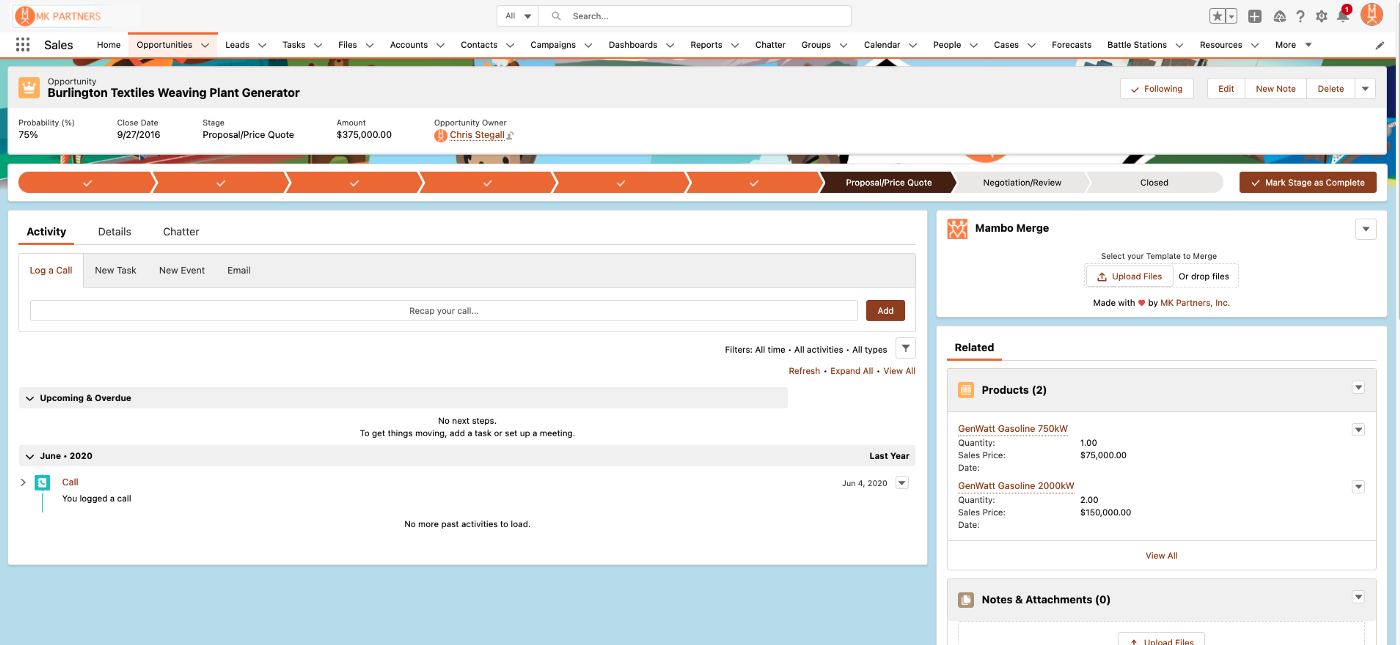 MK PARTNERS
All
Search...
1
Sales
Home
Opportunities
Leads
Tasks
Files
Accounts
Contacts
Campaigns
Dashboards
Reports
Chatter
Groups
Calendar
People
Cases
Forecasts
Battle Stations
Resources
More
Opportunity
Burlington Textiles Weaving Plant Generator
Following
Edit
New Note
Delete
Probability (%)
75%
Close Date
9/27/2016
Stage
Proposal/Price Quote
Amount
$375,000.00
Opportunity Owner
Chris Stegall
Proposal/Price Quote
Negotiation/Review
Closed
Mark Stage as Complete
Activity
Details
Chatter
Log a Call
New Task
New Event
Email
Recap your call...
Add
Filters: All time • All activities • All types
Refresh • Expand All • View All
Upcoming & Overdue
No next steps.
To get things moving, add a task or set up a meeting.
June • 2020
Last Year
Call
Jun 4, 2020
You logged a call
No more past activities to load.
Mambo Merge
Select your Template to Merge
Upload Files
Or drop files
Made with ♥ by MK Partners, Inc.
Related
Products (2)
GenWatt Gasoline 750kW
Quantity: 1.00
Sales Price: $75,000.00
Date:
GenWatt Gasoline 2000kW
Quantity: 2.00
Sales Price: $150,000.00
Date:
View All
Notes & Attachments (0)
Upload Files